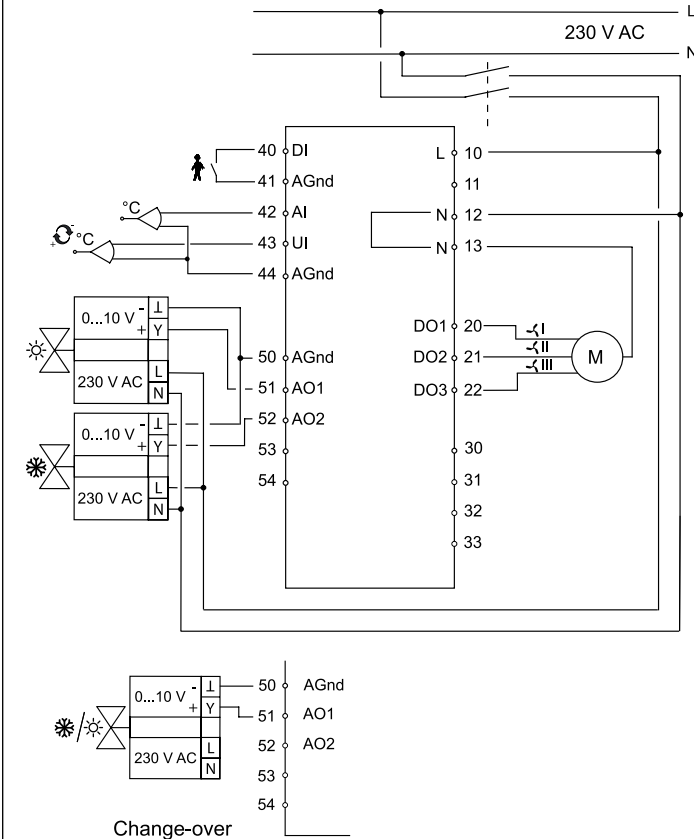 L
230 V AC
N
40 DI
41 AGnd
42 AI
43 UI
44 AGnd
°C
+ - °C
L 10
11
N 12
N 13
DO1 20
DO2 21
DO3 22
I
II
III
M
30
31
32
33
0...10 V - ⊥
+ Y
230 V AC L
N
0...10 V - ⊥
+ Y
230 V AC L
N
50 AGnd
51 AO1
52 AO2
53
54
0...10 V - ⊥
+ Y
230 V AC L
N
/
50 AGnd
51 AO1
52 AO2
53
54
Change-over